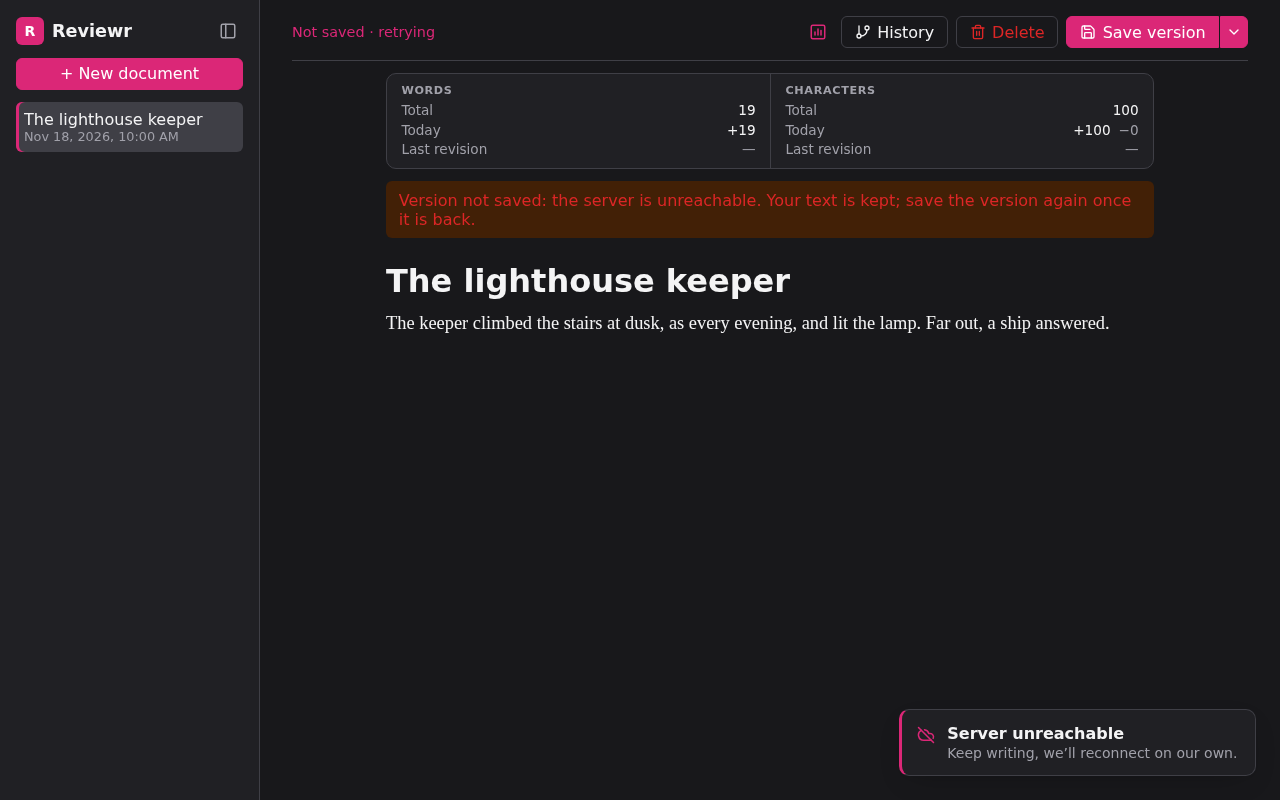 R Reviewr
+ New document
The lighthouse keeper
Nov 18, 2026, 10:00 AM
Not saved · retrying
History
Delete
Save version
WORDS
Total 19
Today +19
Last revision —
CHARACTERS
Total 100
Today +100 −0
Last revision —
Version not saved: the server is unreachable. Your text is kept; save the version again once
it is back.
The lighthouse keeper
The keeper climbed the stairs at dusk, as every evening, and lit the lamp. Far out, a ship answered.
Server unreachable
Keep writing, we’ll reconnect on our own.